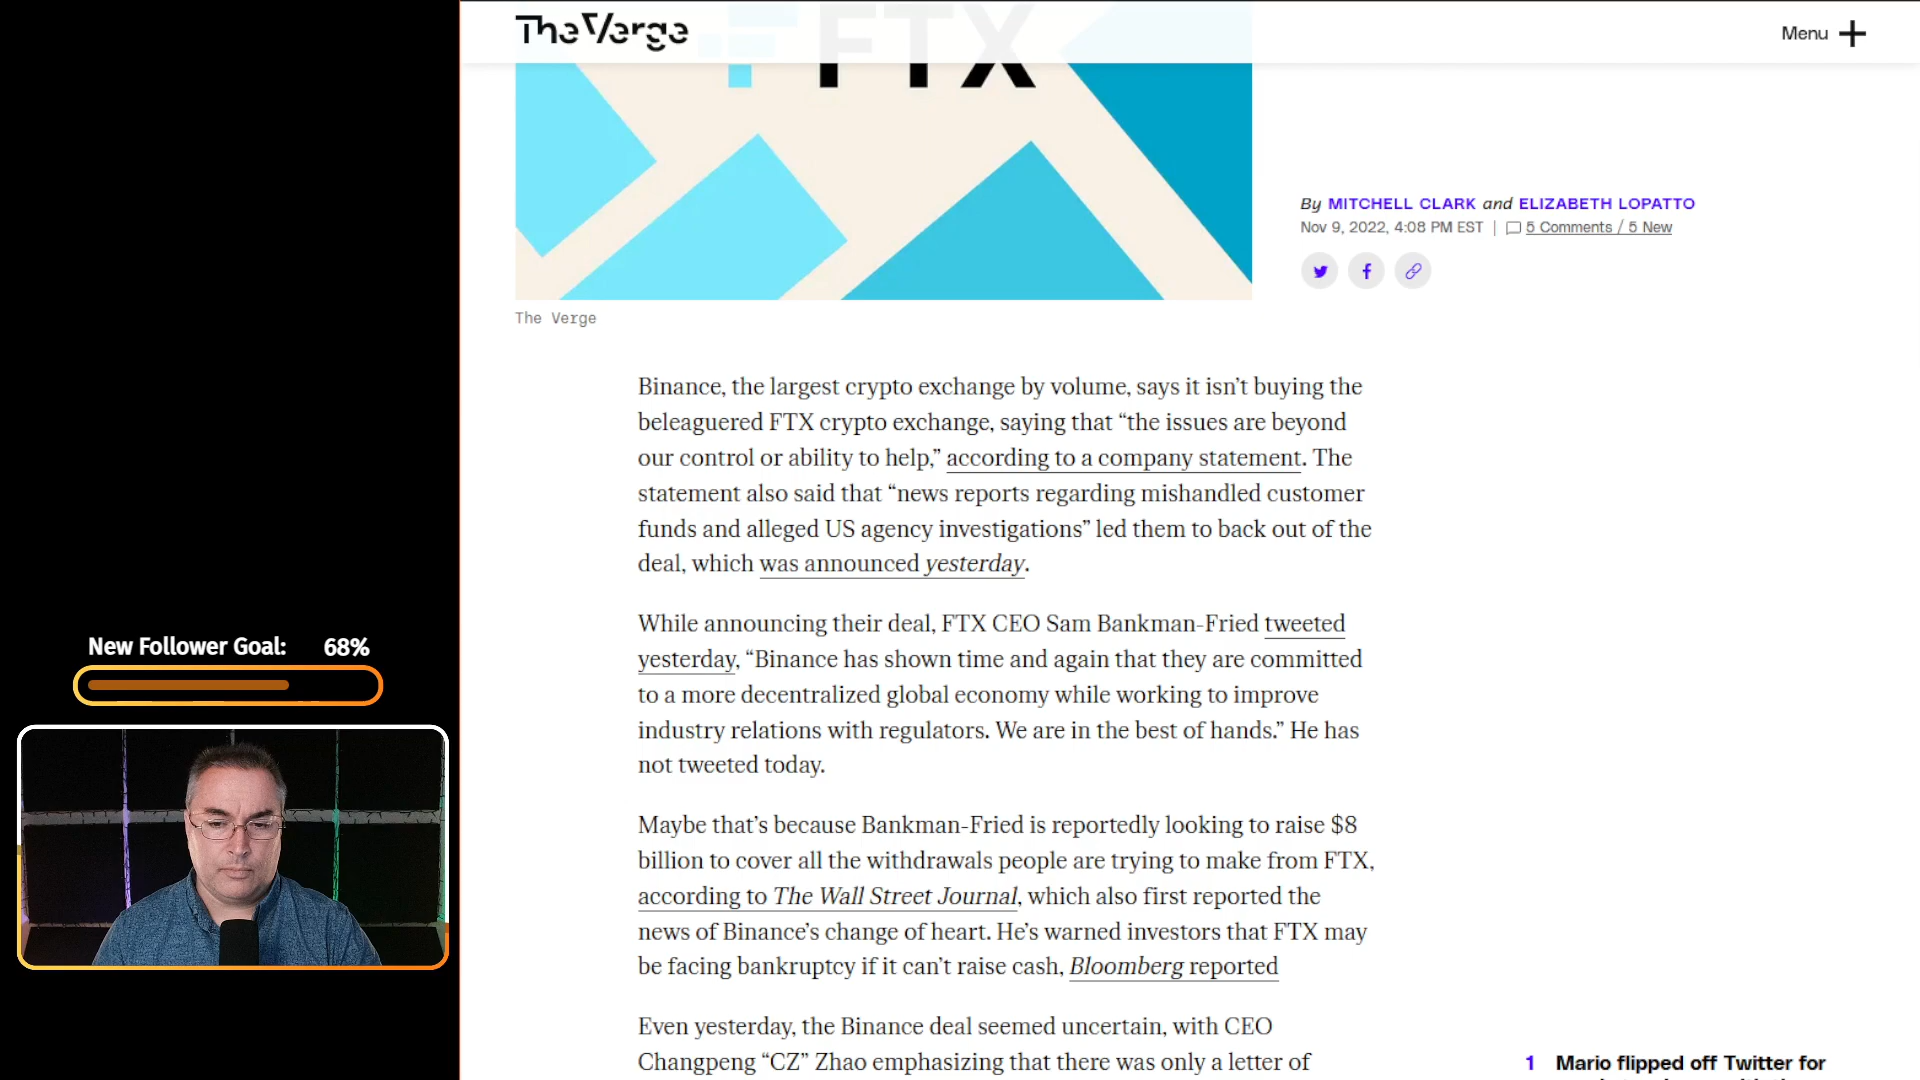 The Verge
FTX
Menu
By MITCHELL CLARK and ELIZABETH LOPATTO
Nov 9, 2022, 4:08 PM EST | 5 Comments / 5 New
The Verge
Binance, the largest crypto exchange by volume, says it isn’t buying the
beleaguered FTX crypto exchange, saying that “the issues are beyond
our control or ability to help,” according to a company statement. The
statement also said that “news reports regarding mishandled customer
funds and alleged US agency investigations” led them to back out of the
deal, which was announced yesterday.
While announcing their deal, FTX CEO Sam Bankman-Fried tweeted
yesterday, “Binance has shown time and again that they are committed
to a more decentralized global economy while working to improve
industry relations with regulators. We are in the best of hands.” He has
not tweeted today.
Maybe that’s because Bankman-Fried is reportedly looking to raise $8
billion to cover all the withdrawals people are trying to make from FTX,
according to The Wall Street Journal, which also first reported the
news of Binance’s change of heart. He’s warned investors that FTX may
be facing bankruptcy if it can’t raise cash, Bloomberg reported
Even yesterday, the Binance deal seemed uncertain, with CEO
Changpeng “CZ” Zhao emphasizing that there was only a letter of
1 Mario flipped off Twitter for
New Follower Goal: 68%